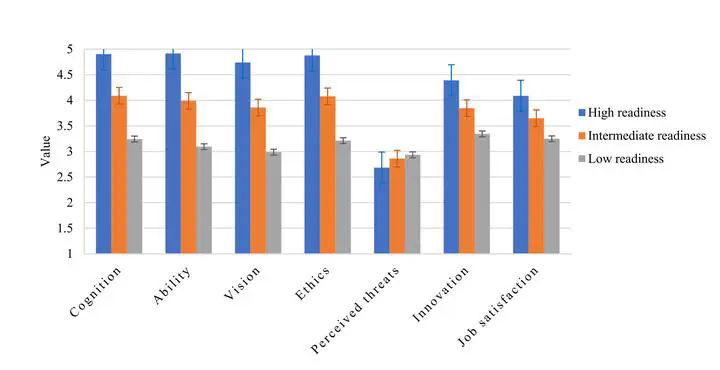 5
4.5
4
3.5
3
2.5
2
1.5
1
Value
Cognition
Ability
Vision
Ethics
Perceived threats
Innovation
Job satisfaction
High readiness
Intermediate readiness
Low readiness